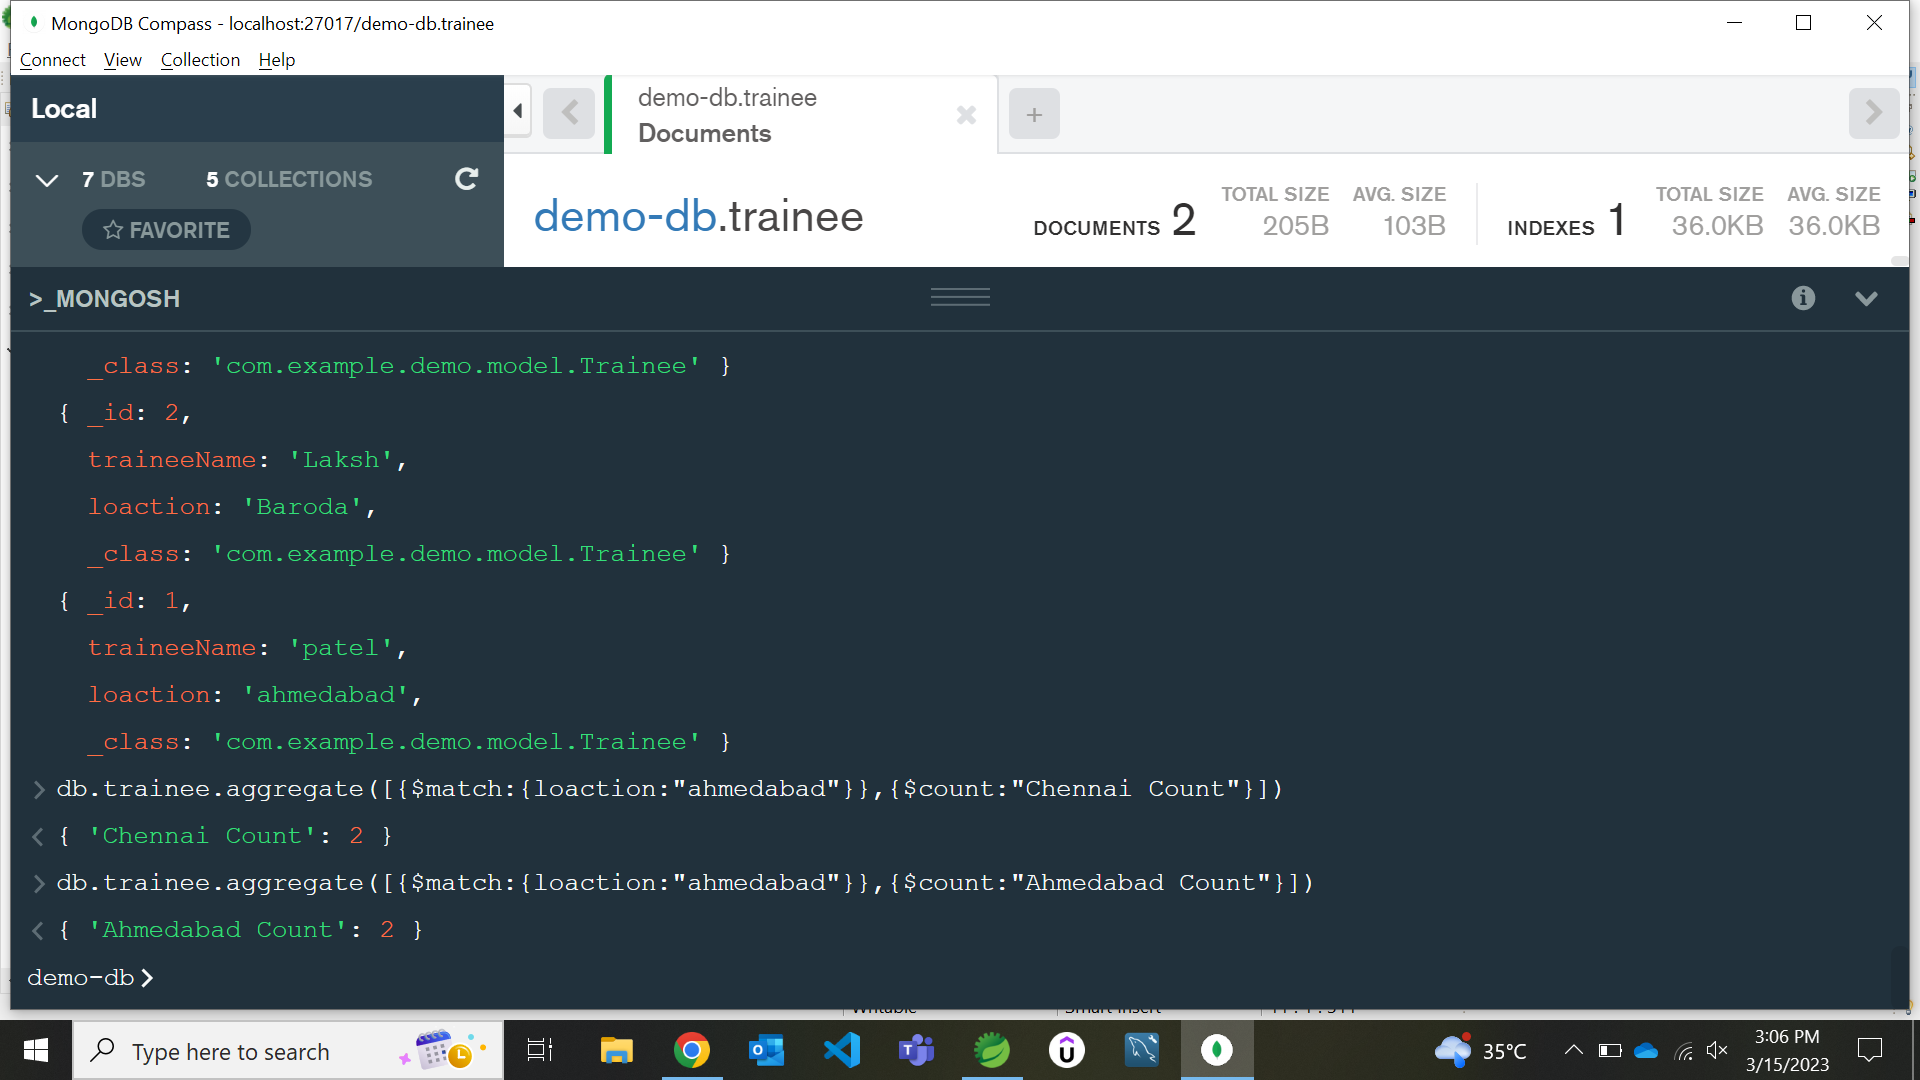 MongoDB Compass - localhost:27017/demo-db.trainee
Connect View Collection Help
Local
7 DBS 5 COLLECTIONS
FAVORITE
demo-db.trainee
Documents
+
demo-db.trainee
DOCUMENTS 2
TOTAL SIZE AVG. SIZE
205B 103B
INDEXES 1
TOTAL SIZE AVG. SIZE
36.0KB 36.0KB
>_MONGOSH
_class: 'com.example.demo.model.Trainee' }
{ _id: 2,
traineeName: 'Laksh',
loaction: 'Baroda',
_class: 'com.example.demo.model.Trainee' }
{ _id: 1,
traineeName: 'patel',
loaction: 'ahmedabad',
_class: 'com.example.demo.model.Trainee' }
> db.trainee.aggregate([{$match:{loaction:"ahmedabad"}},{$count:"Chennai Count"}])
< { 'Chennai Count': 2 }
> db.trainee.aggregate([{$match:{loaction:"ahmedabad"}},{$count:"Ahmedabad Count"}])
< { 'Ahmedabad Count': 2 }
demo-db>
Type here to search
35°C
3:06 PM
3/15/2023